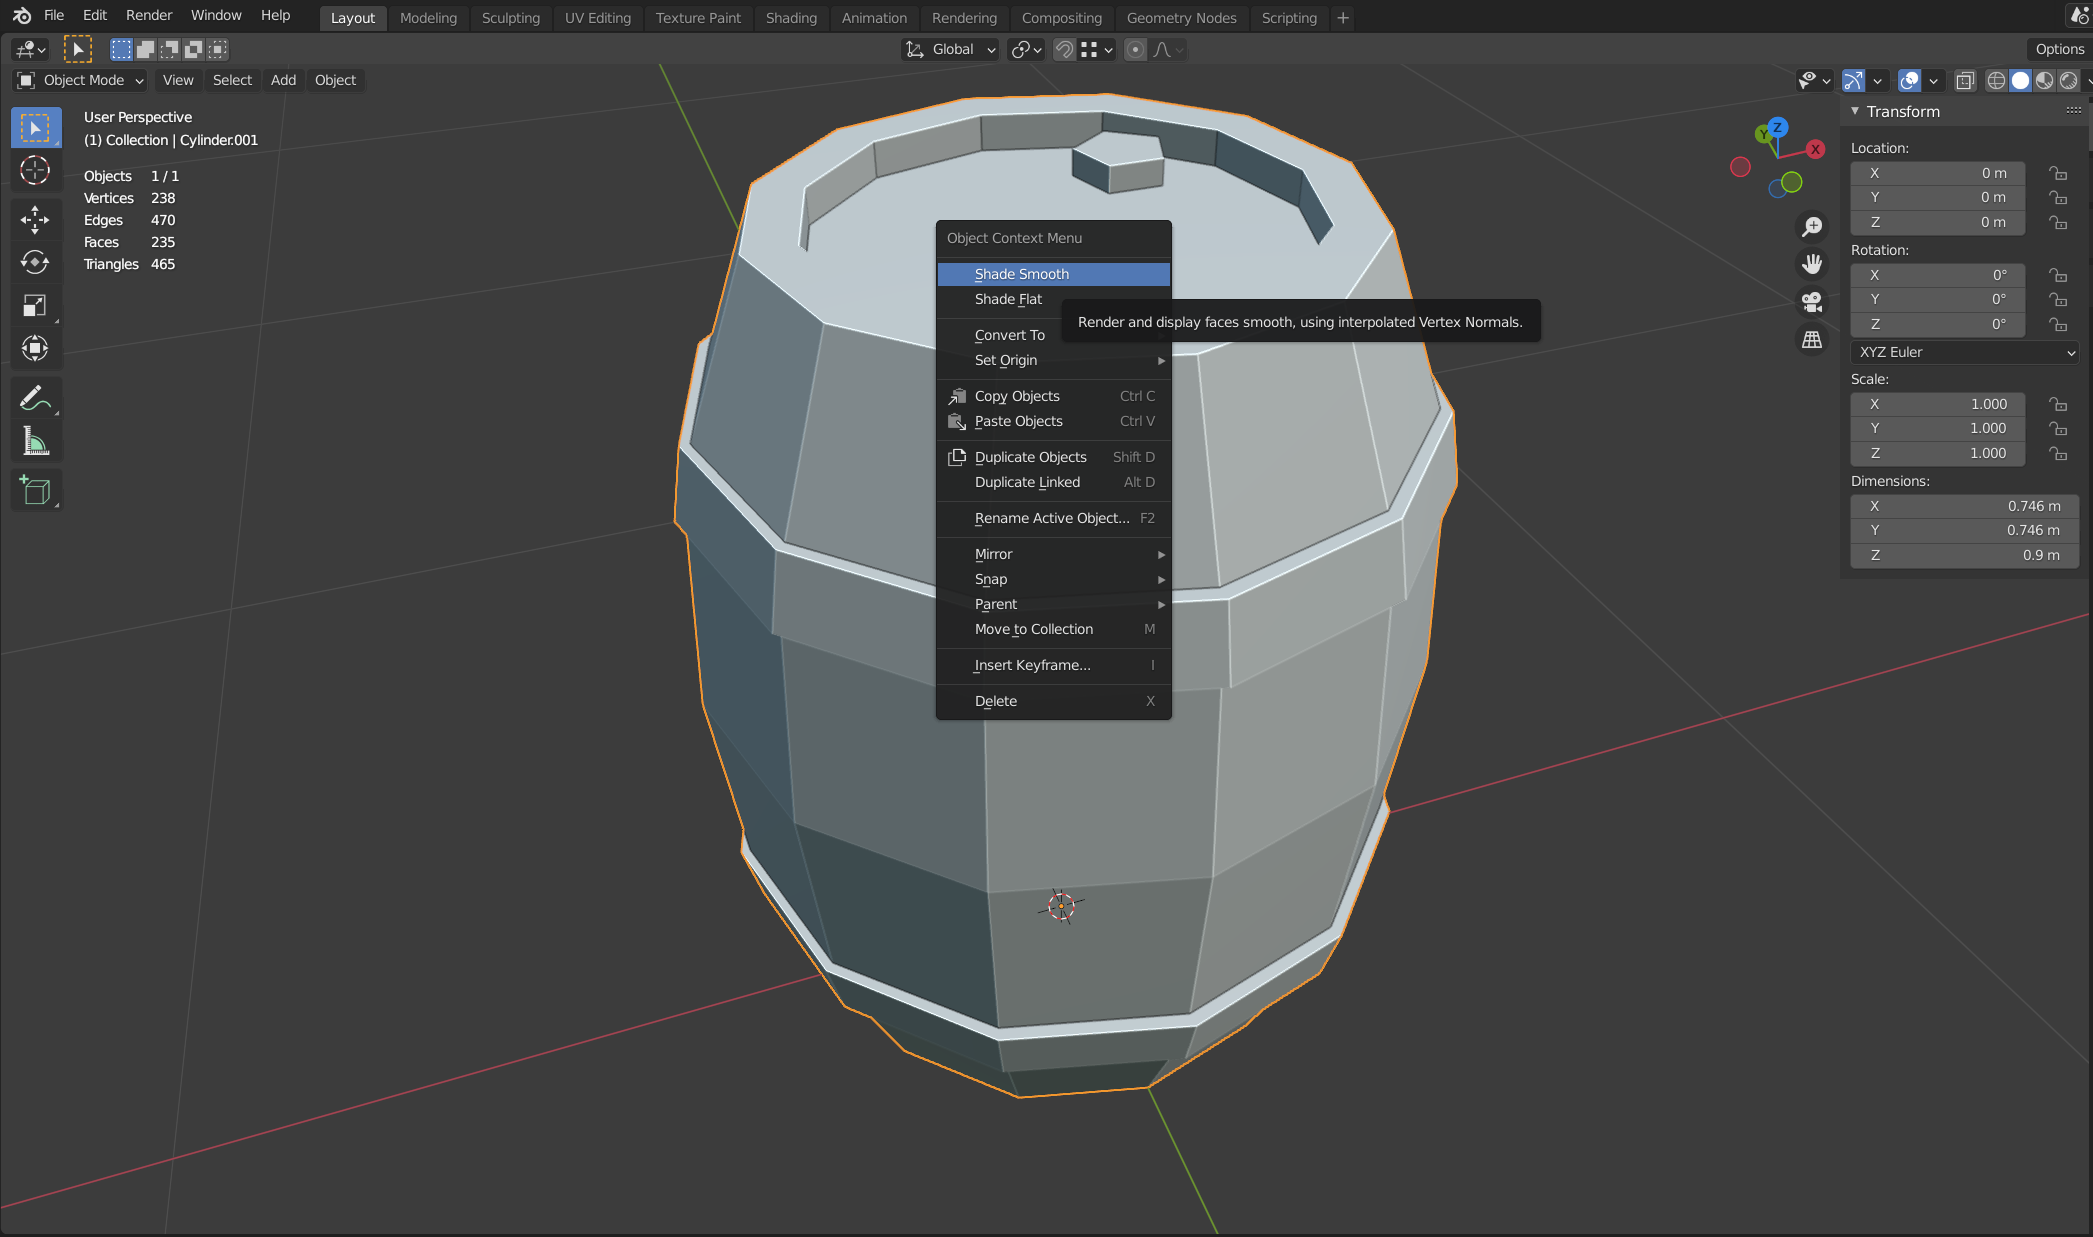 File Edit Render Window Help Layout Modeling Sculpting UV Editing Texture Paint Shading Animation Rendering Compositing Geometry Nodes Scripting +
Global Options
Object Mode View Select Add Object
User Perspective
(1) Collection | Cylinder.001
Objects 1 / 1
Vertices 238
Edges 470
Faces 235
Triangles 465
Object Context Menu
Shade Smooth
Shade Flat
Render and display faces smooth, using interpolated Vertex Normals.
Convert To
Set Origin
Copy Objects Ctrl C
Paste Objects Ctrl V
Duplicate Objects Shift D
Duplicate Linked Alt D
Rename Active Object... F2
Mirror
Snap
Parent
Move to Collection M
Insert Keyframe... I
Delete X
Z
Y
X
Transform
Location:
X 0 m
Y 0 m
Z 0 m
Rotation:
X 0°
Y 0°
Z 0°
XYZ Euler
Scale:
X 1.000
Y 1.000
Z 1.000
Dimensions:
X 0.746 m
Y 0.746 m
Z 0.9 m